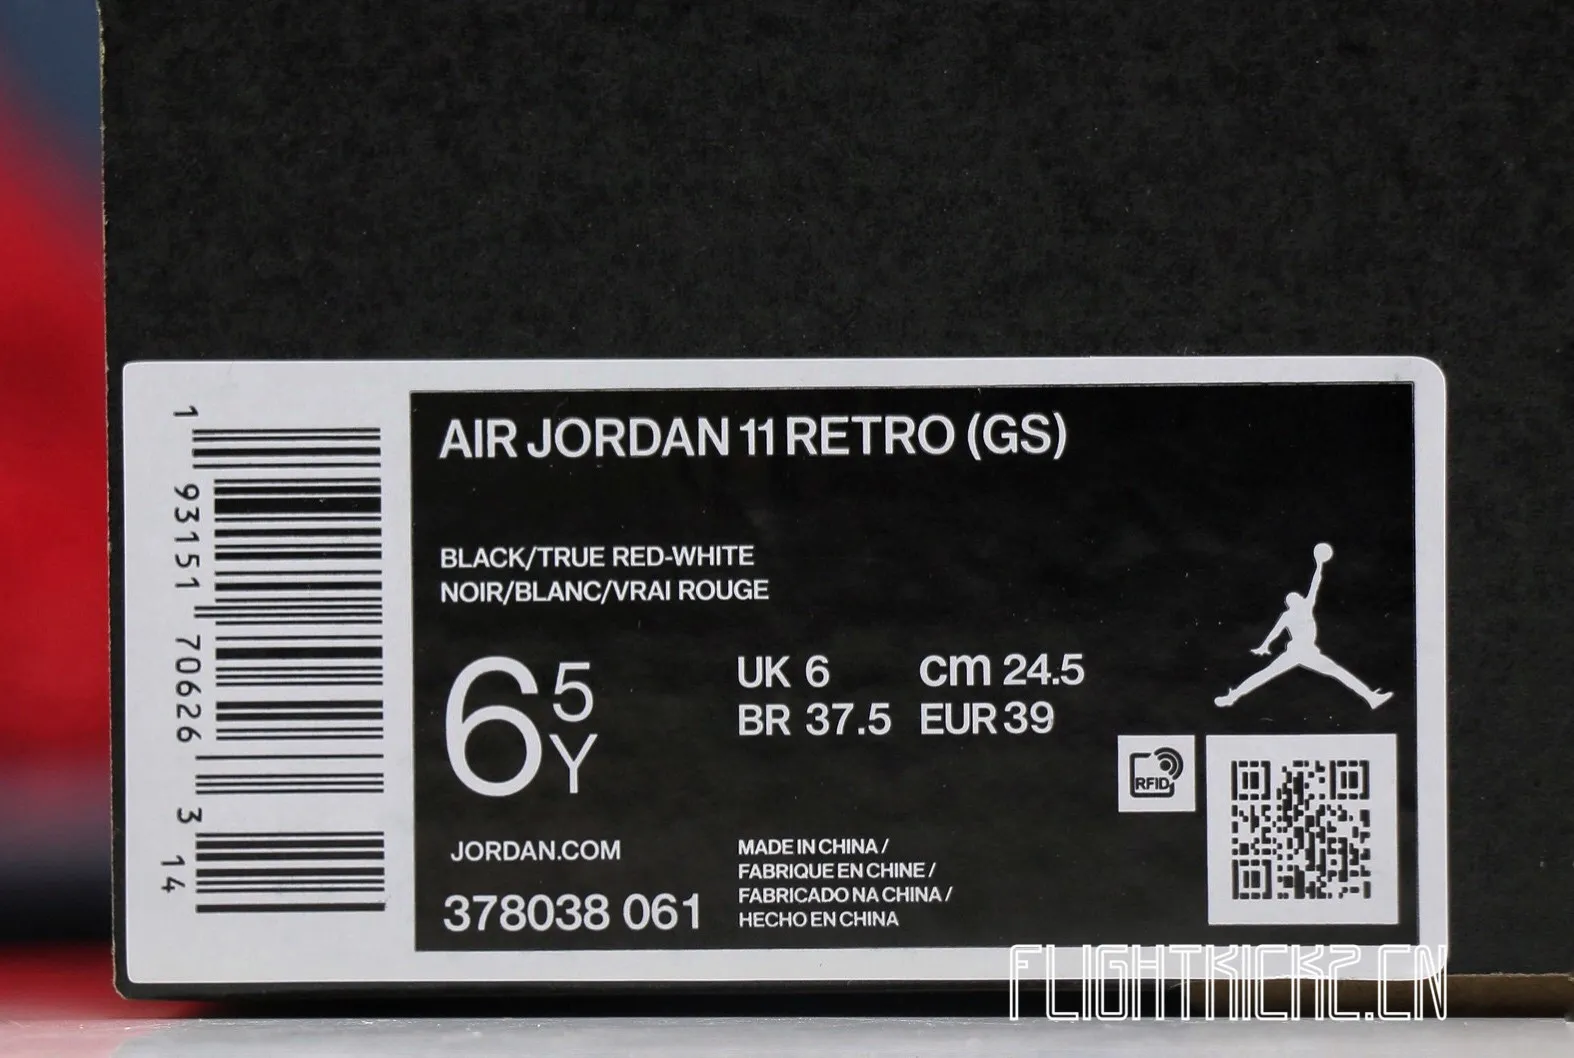 AIR JORDAN 11 RETRO (GS)
BLACK/TRUE RED-WHITE
NOIR/BLANC/VRAI ROUGE
6 5 Y
UK 6 cm 24.5
BR 37.5 EUR 39
RFID
JORDAN.COM
378038 061
MADE IN CHINA /
FABRIQUE EN CHINE /
FABRICADO NA CHINA /
HECHO EN CHINA
1 93151 70626 3 14
FLIGHTKICKZ.CN